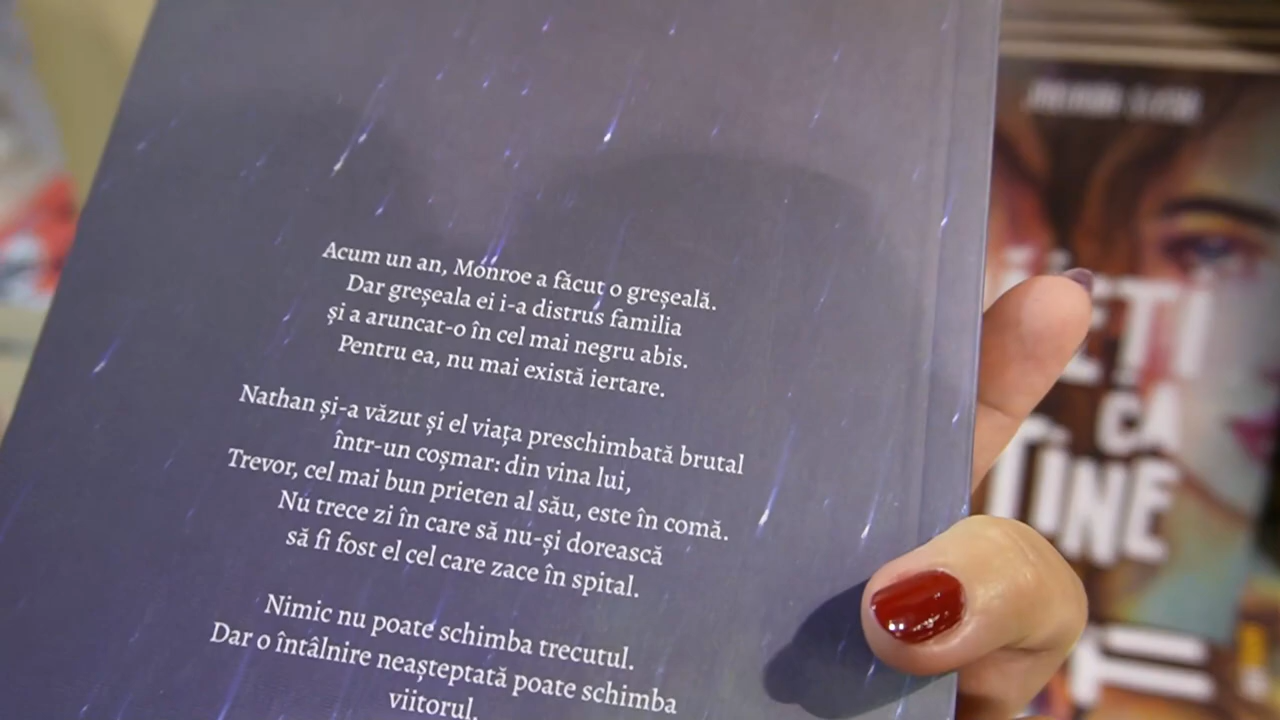 Acum un an, Monroe a făcut o greșeală.
Dar greșeala ei i-a distrus familia
și a aruncat-o în cel mai negru abis.
Pentru ea, nu mai există iertare.
Nathan și-a văzut și el viața preschimbată brutal
într-un coșmar: din vina lui,
Trevor, cel mai bun prieten al său, este în comă.
Nu trece zi în care să nu-și dorească
să fi fost el cel care zace în spital.
Nimic nu poate schimba trecutul.
Dar o întâlnire neașteptată poate schimba
viitorul.
CA
TINE